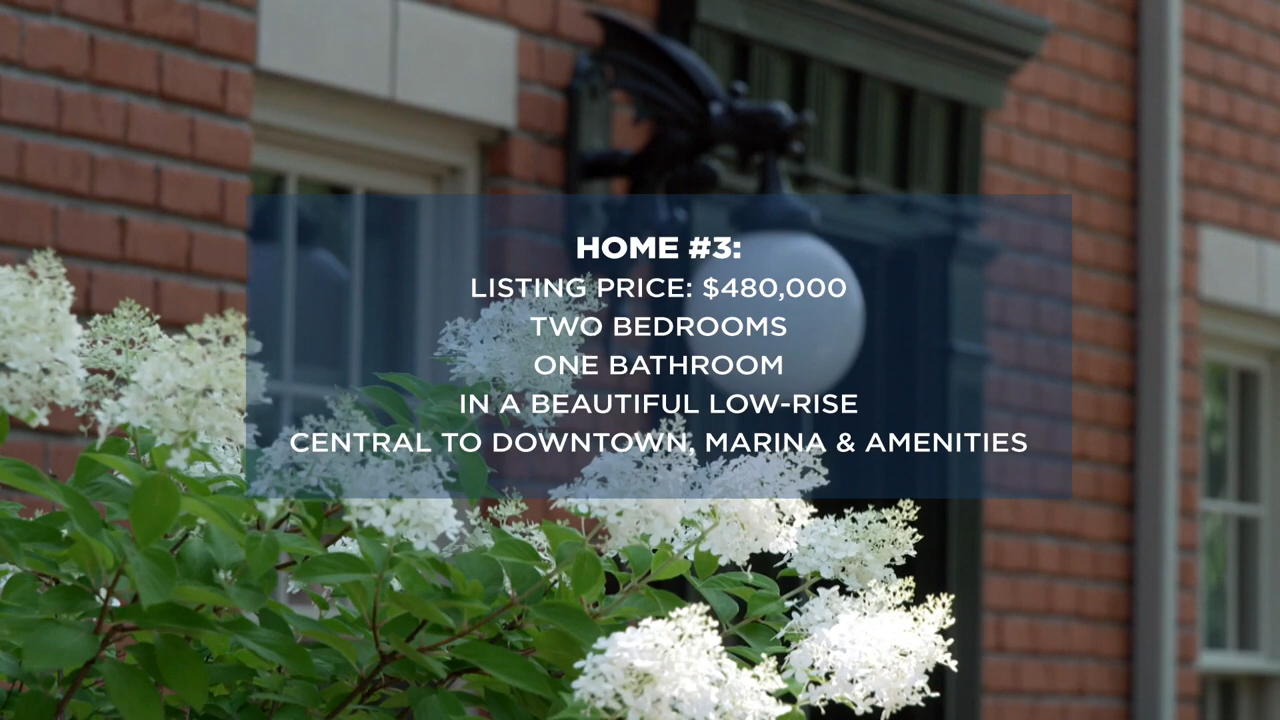 HOME #3:
LISTING PRICE: $480,000
TWO BEDROOMS
ONE BATHROOM
IN A BEAUTIFUL LOW-RISE
CENTRAL TO DOWNTOWN, MARINA & AMENITIES